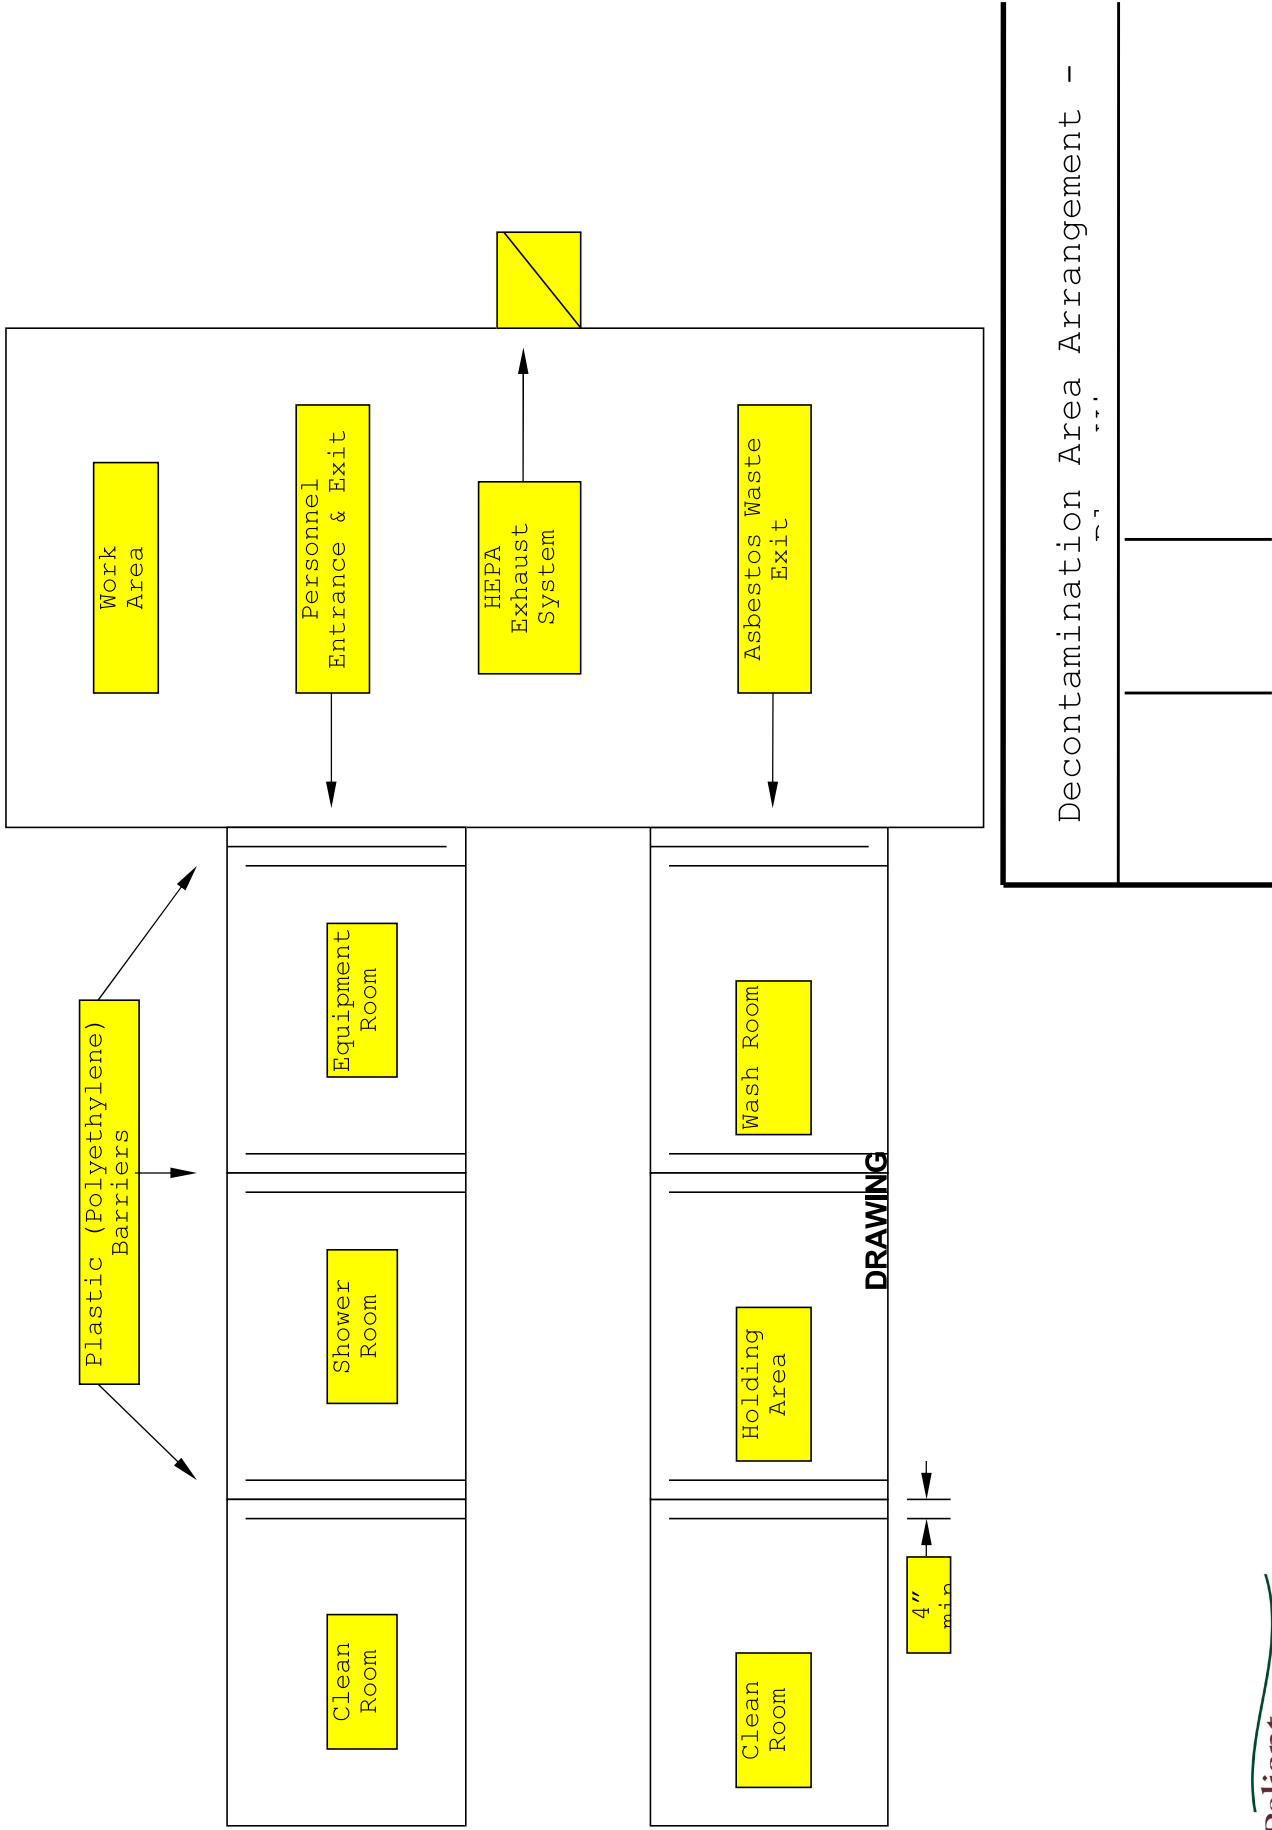 Work
Area
Personnel
Entrance & Exit
HEPA
Exhaust
System
Asbestos Waste
Exit
Plastic (Polyethylene)
Barriers
Equipment
Room
Shower
Room
Clean
Room
Wash Room
Holding
Area
Clean
Room
DRAWING
4"
min
Decontamination Area Arrangement -